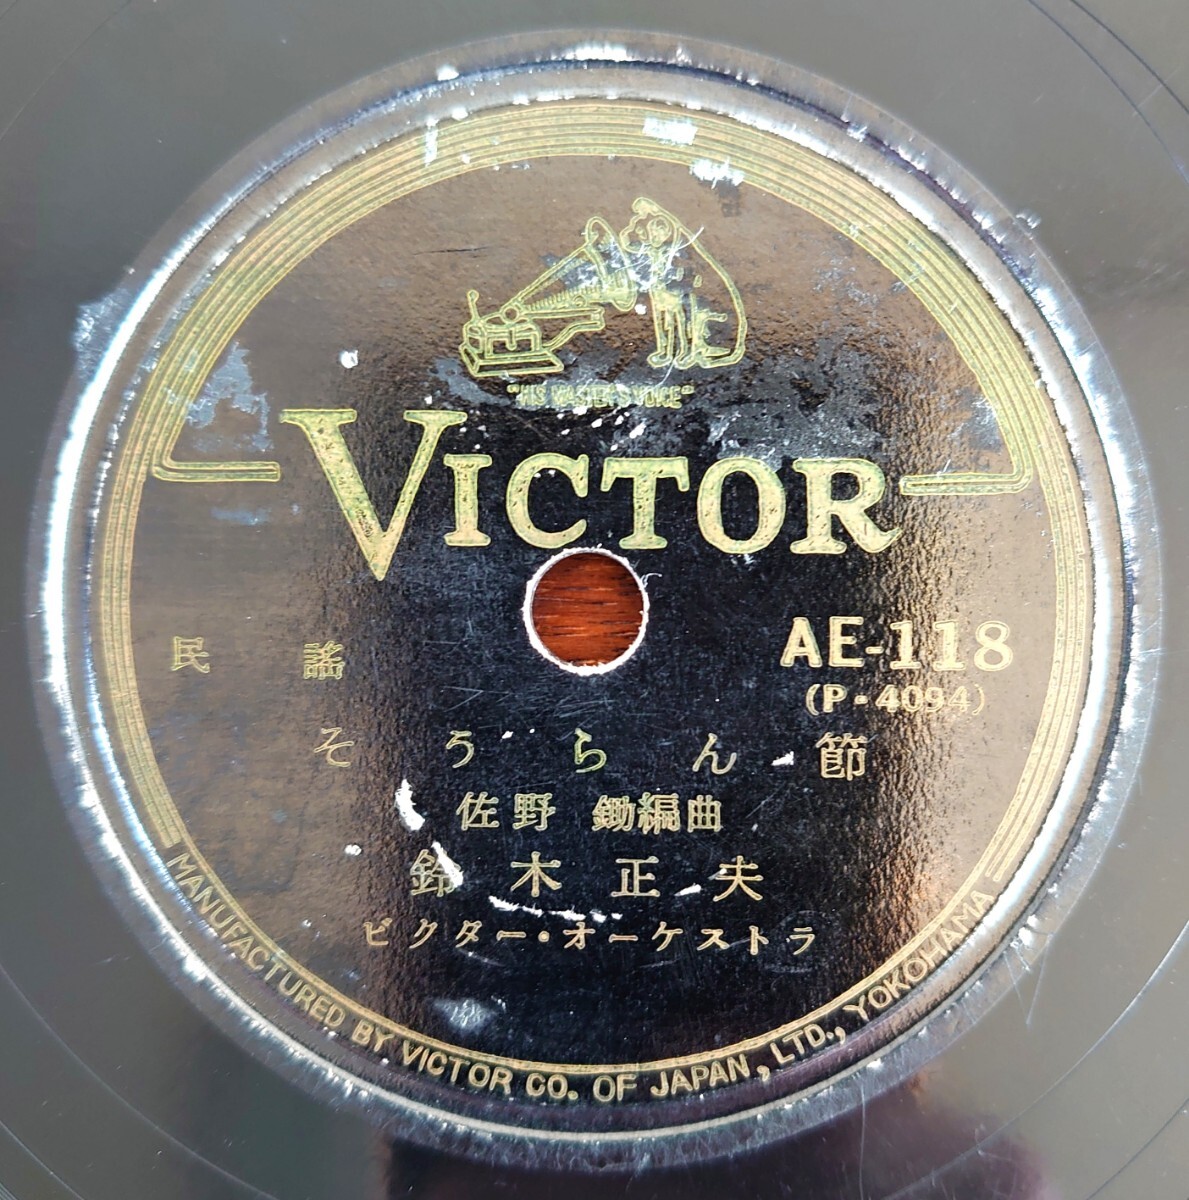 "HIS MASTER'S VOICE"
VICTOR
AE-118
(P・4094)
民謡
そうらん節
佐野 鋤編曲
鈴木正夫
ビクター・オーケストラ
MANUFACTURED BY VICTOR CO. OF JAPAN, LTD., YOKOHAMA